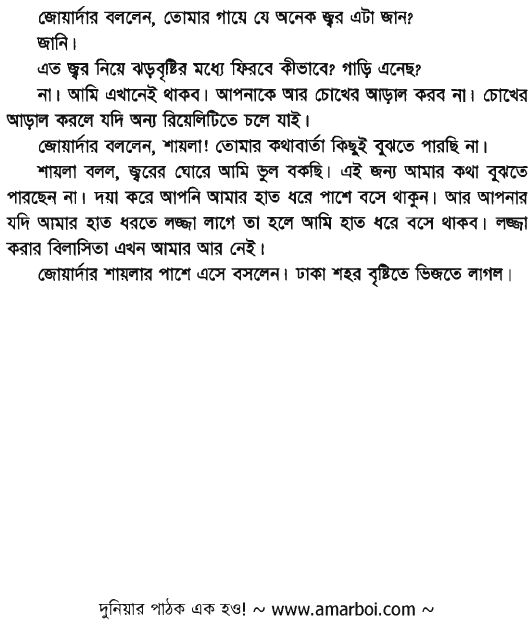 জোয়ার্দার বললেন, তোমার গায়ে যে অনেক জ্বর এটা জান?
জানি।
এত জ্বর নিয়ে ঝড়বৃষ্টির মধ্যে ফিরবে কীভাবে? গাড়ি এনেছ?
না। আমি এখানেই থাকব। আপনাকে আর চোখের আড়াল করব না। চোখের
আড়াল করলে যদি অন্য রিয়েলিটিতে চলে যাই।
জোয়ার্দার বললেন, শায়লা! তোমার কথাবার্তা কিছুই বুঝতে পারছি না।
শায়লা বলল, জ্বরের ঘোরে আমি ভুল বকছি। এই জন্য আমার কথা বুঝতে
পারছেন না। দয়া করে আপনি আমার হাত ধরে পাশে বসে থাকুন। আর আপনার
যদি আমার হাত ধরতে লজ্জা লাগে তা হলে আমি হাত ধরে বসে থাকব। লজ্জা
করার বিলাসিতা এখন আমার আর নেই।
জোয়ার্দার শায়লার পাশে এসে বসলেন। ঢাকা শহর বৃষ্টিতে ভিজতে লাগল।
দুনিয়ার পাঠক এক হও! ~ www.amarboi.com ~